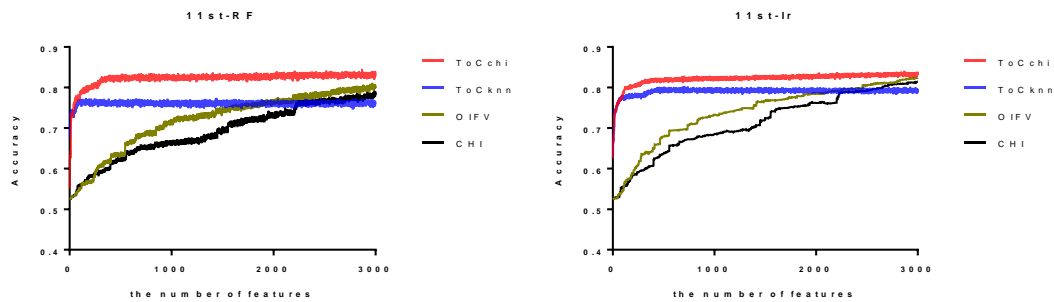 11st-RF
0.9
0.8
0.7
0.6
0.5
0.4
Accuracy
0 1000 2000 3000
the number of features
ToCchi
ToCknn
OIFV
CHI
11st-lr
0.9
0.8
0.7
0.6
0.5
0.4
Accuracy
0 1000 2000 3000
the number of features
ToCchi
ToCknn
OIFV
CHI